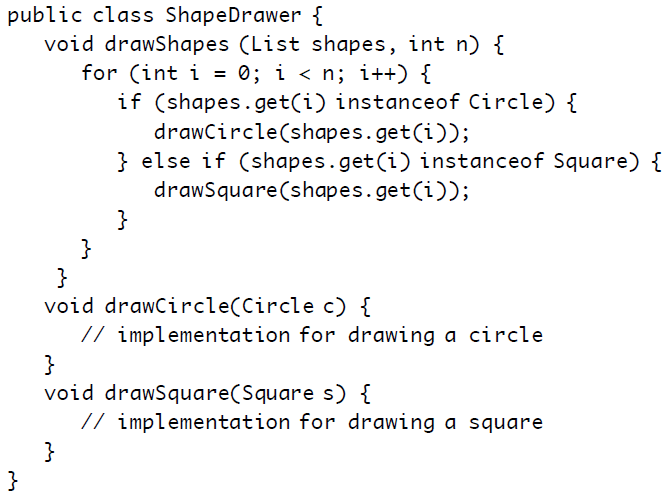 public class ShapeDrawer {
   void drawShapes (List shapes, int n) {
      for (int i = 0; i < n; i++) {
         if (shapes.get(i) instanceof Circle) {
            drawCircle(shapes.get(i));
         } else if (shapes.get(i) instanceof Square) {
            drawSquare(shapes.get(i));
         }
      }
    }
   void drawCircle(Circle c) {
      // implementation for drawing a circle
   }
   void drawSquare(Square s) {
      // implementation for drawing a square
   }
}